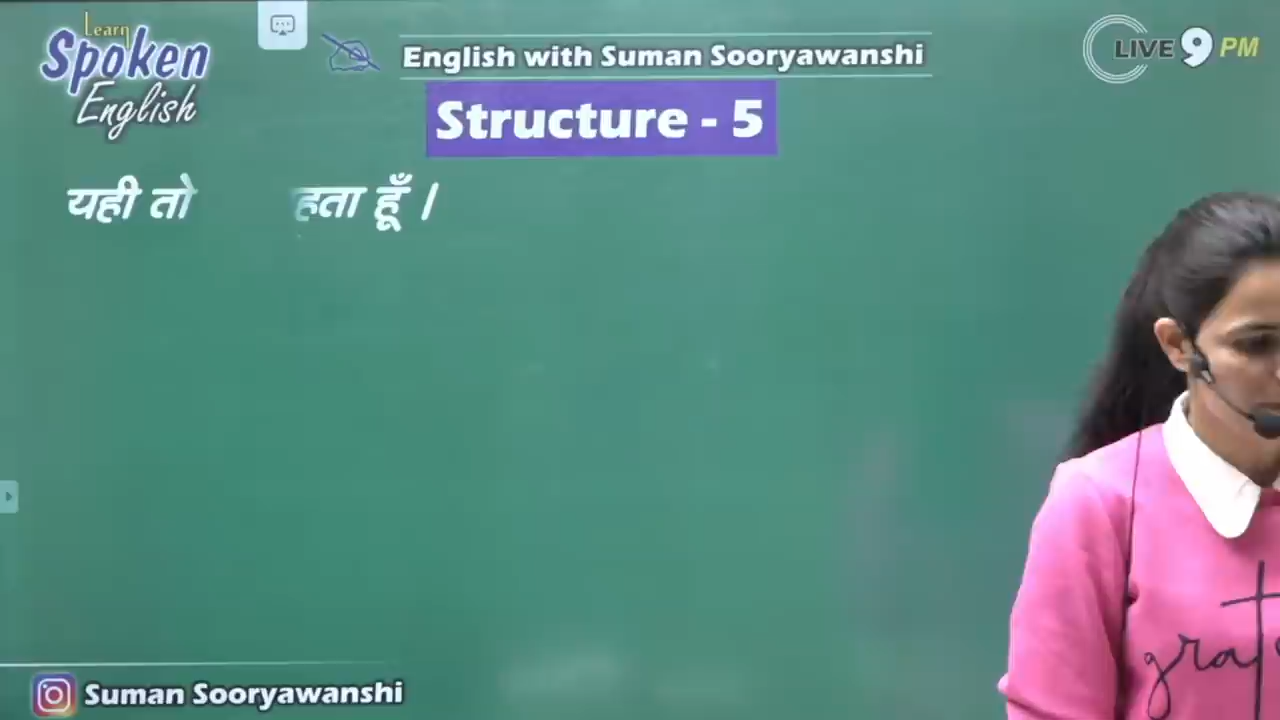 Learn
Spoken
English
English with Suman Sooryawanshi
LIVE 9 PM
Structure - 5
यही तो हता हूँ ।
Suman Sooryawanshi